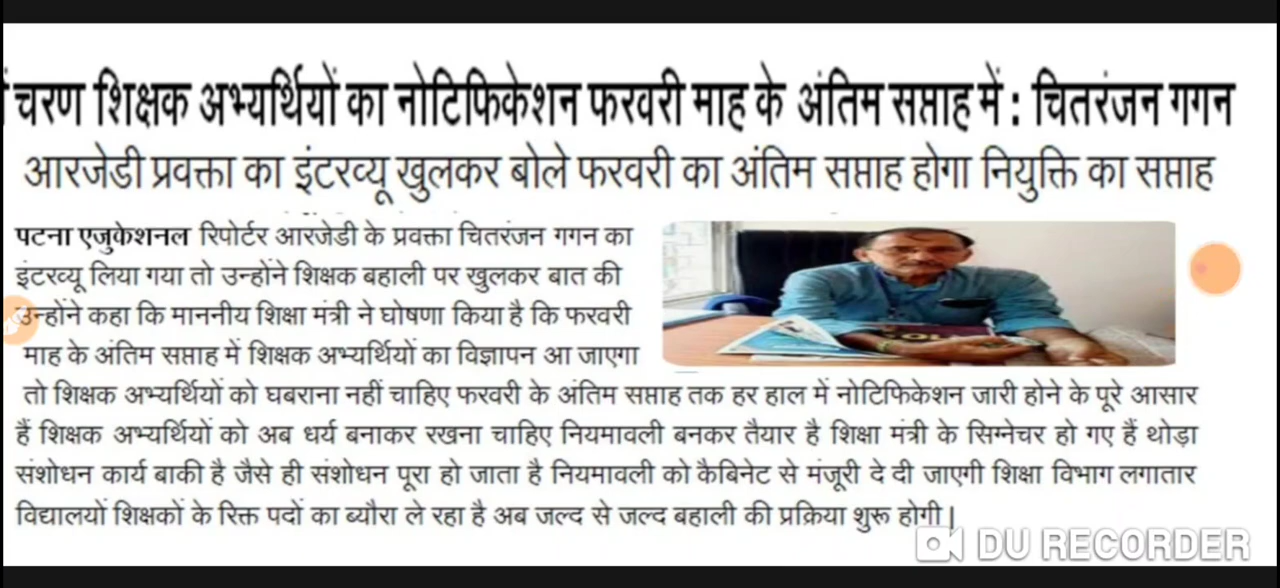 चरण शिक्षक अभ्यर्थियों का नोटिफिकेशन फरवरी माह के अंतिम सप्ताह में : चितरंजन गगन
आरजेडी प्रवक्ता का इंटरव्यू खुलकर बोले फरवरी का अंतिम सप्ताह होगा नियुक्ति का सप्ताह
पटना एजुकेशनल रिपोर्टर आरजेडी के प्रवक्ता चितरंजन गगन का
इंटरव्यू लिया गया तो उन्होंने शिक्षक बहाली पर खुलकर बात की
उन्होंने कहा कि माननीय शिक्षा मंत्री ने घोषणा किया है कि फरवरी
माह के अंतिम सप्ताह में शिक्षक अभ्यर्थियों का विज्ञापन आ जाएगा
तो शिक्षक अभ्यर्थियों को घबराना नहीं चाहिए फरवरी के अंतिम सप्ताह तक हर हाल में नोटिफिकेशन जारी होने के पूरे आसार
हैं शिक्षक अभ्यर्थियों को अब धर्य बनाकर रखना चाहिए नियमावली बनकर तैयार है शिक्षा मंत्री के सिग्नेचर हो गए हैं थोड़ा
संशोधन कार्य बाकी है जैसे ही संशोधन पूरा हो जाता है नियमावली को कैबिनेट से मंजूरी दे दी जाएगी शिक्षा विभाग लगातार
विद्यालयों शिक्षकों के रिक्त पदों का ब्यौरा ले रहा है अब जल्द से जल्द बहाली की प्रक्रिया शुरू होगी |
DU RECORDER